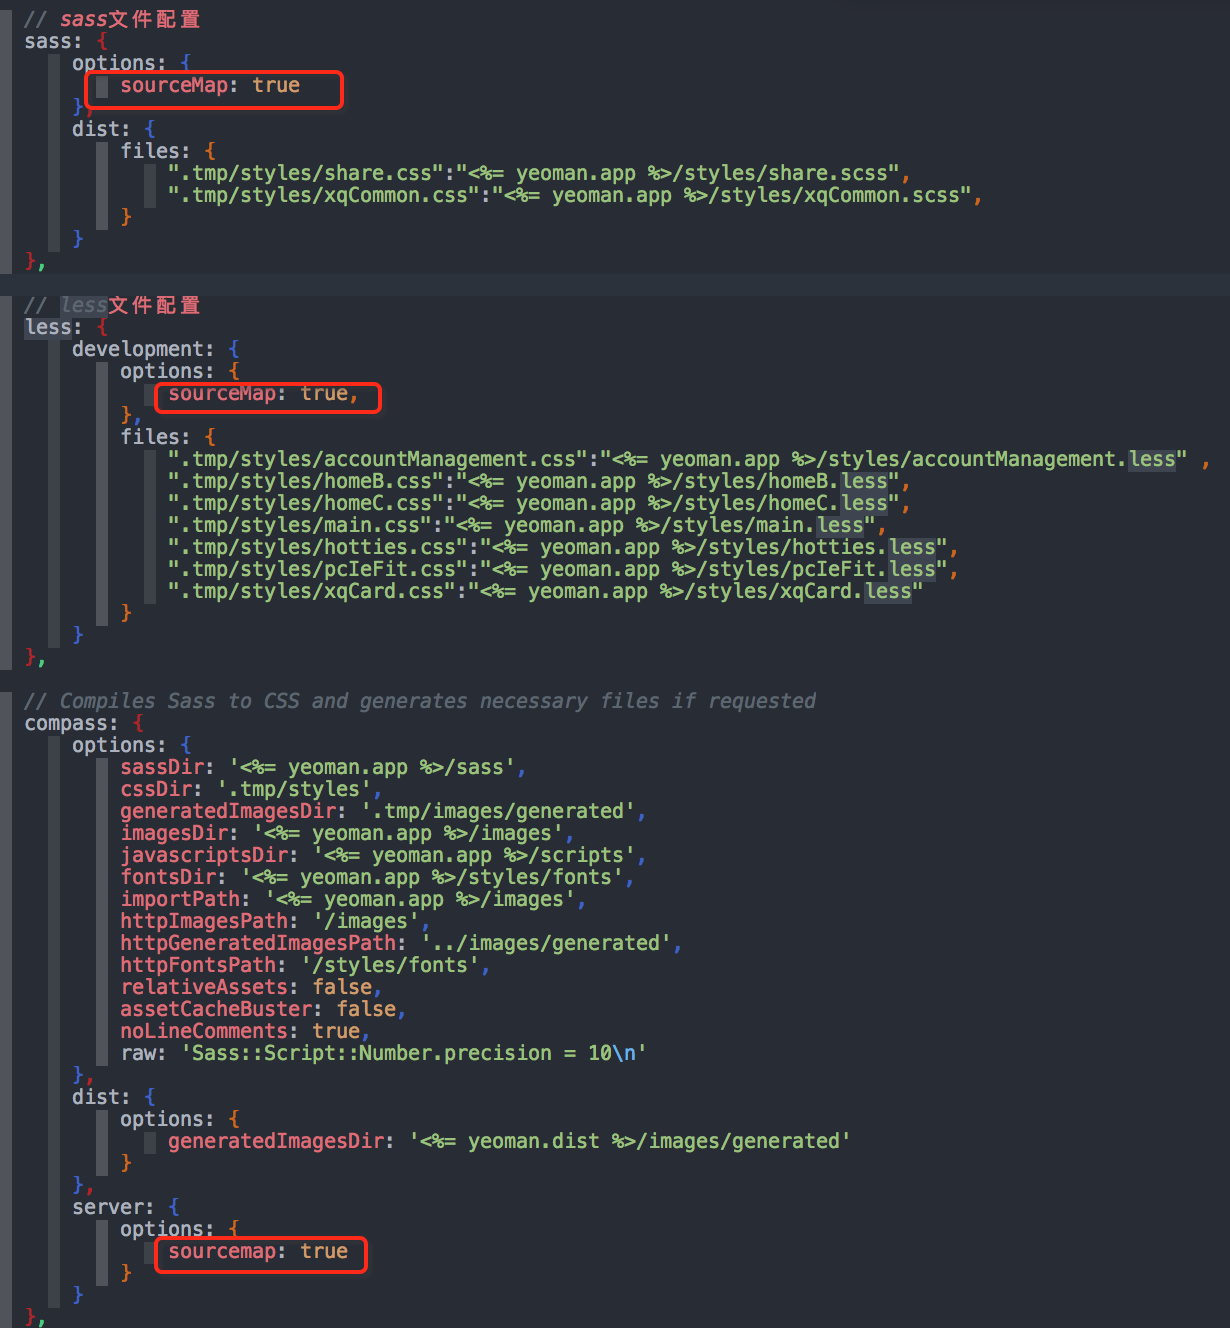 // sass文件配置
sass: {
options: {
sourceMap: true
},
dist: {
files: {
".tmp/styles/share.css":"<%= yeoman.app %>/styles/share.scss",
".tmp/styles/xqCommon.css":"<%= yeoman.app %>/styles/xqCommon.scss",
}
}
},
// less文件配置
less: {
development: {
options: {
sourceMap: true,
},
files: {
".tmp/styles/accountManagement.css":"<%= yeoman.app %>/styles/accountManagement.less" ,
".tmp/styles/homeB.css":"<%= yeoman.app %>/styles/homeB.less",
".tmp/styles/homeC.css":"<%= yeoman.app %>/styles/homeC.less",
".tmp/styles/main.css":"<%= yeoman.app %>/styles/main.less",
".tmp/styles/hotties.css":"<%= yeoman.app %>/styles/hotties.less",
".tmp/styles/pcIeFit.css":"<%= yeoman.app %>/styles/pcIeFit.less",
".tmp/styles/xqCard.css":"<%= yeoman.app %>/styles/xqCard.less"
}
}
},
// Compiles Sass to CSS and generates necessary files if requested
compass: {
options: {
sassDir: '<%= yeoman.app %>/sass',
cssDir: '.tmp/styles',
generatedImagesDir: '.tmp/images/generated',
imagesDir: '<%= yeoman.app %>/images',
javascriptsDir: '<%= yeoman.app %>/scripts',
fontsDir: '<%= yeoman.app %>/styles/fonts',
importPath: '<%= yeoman.app %>/images',
httpImagesPath: '/images',
httpGeneratedImagesPath: '../images/generated',
httpFontsPath: '/styles/fonts',
relativeAssets: false,
assetCacheBuster: false,
noLineComments: true,
raw: 'Sass::Script::Number.precision = 10\n'
},
dist: {
options: {
generatedImagesDir: '<%= yeoman.dist %>/images/generated'
}
},
server: {
options: {
sourcemap: true
}
}
},